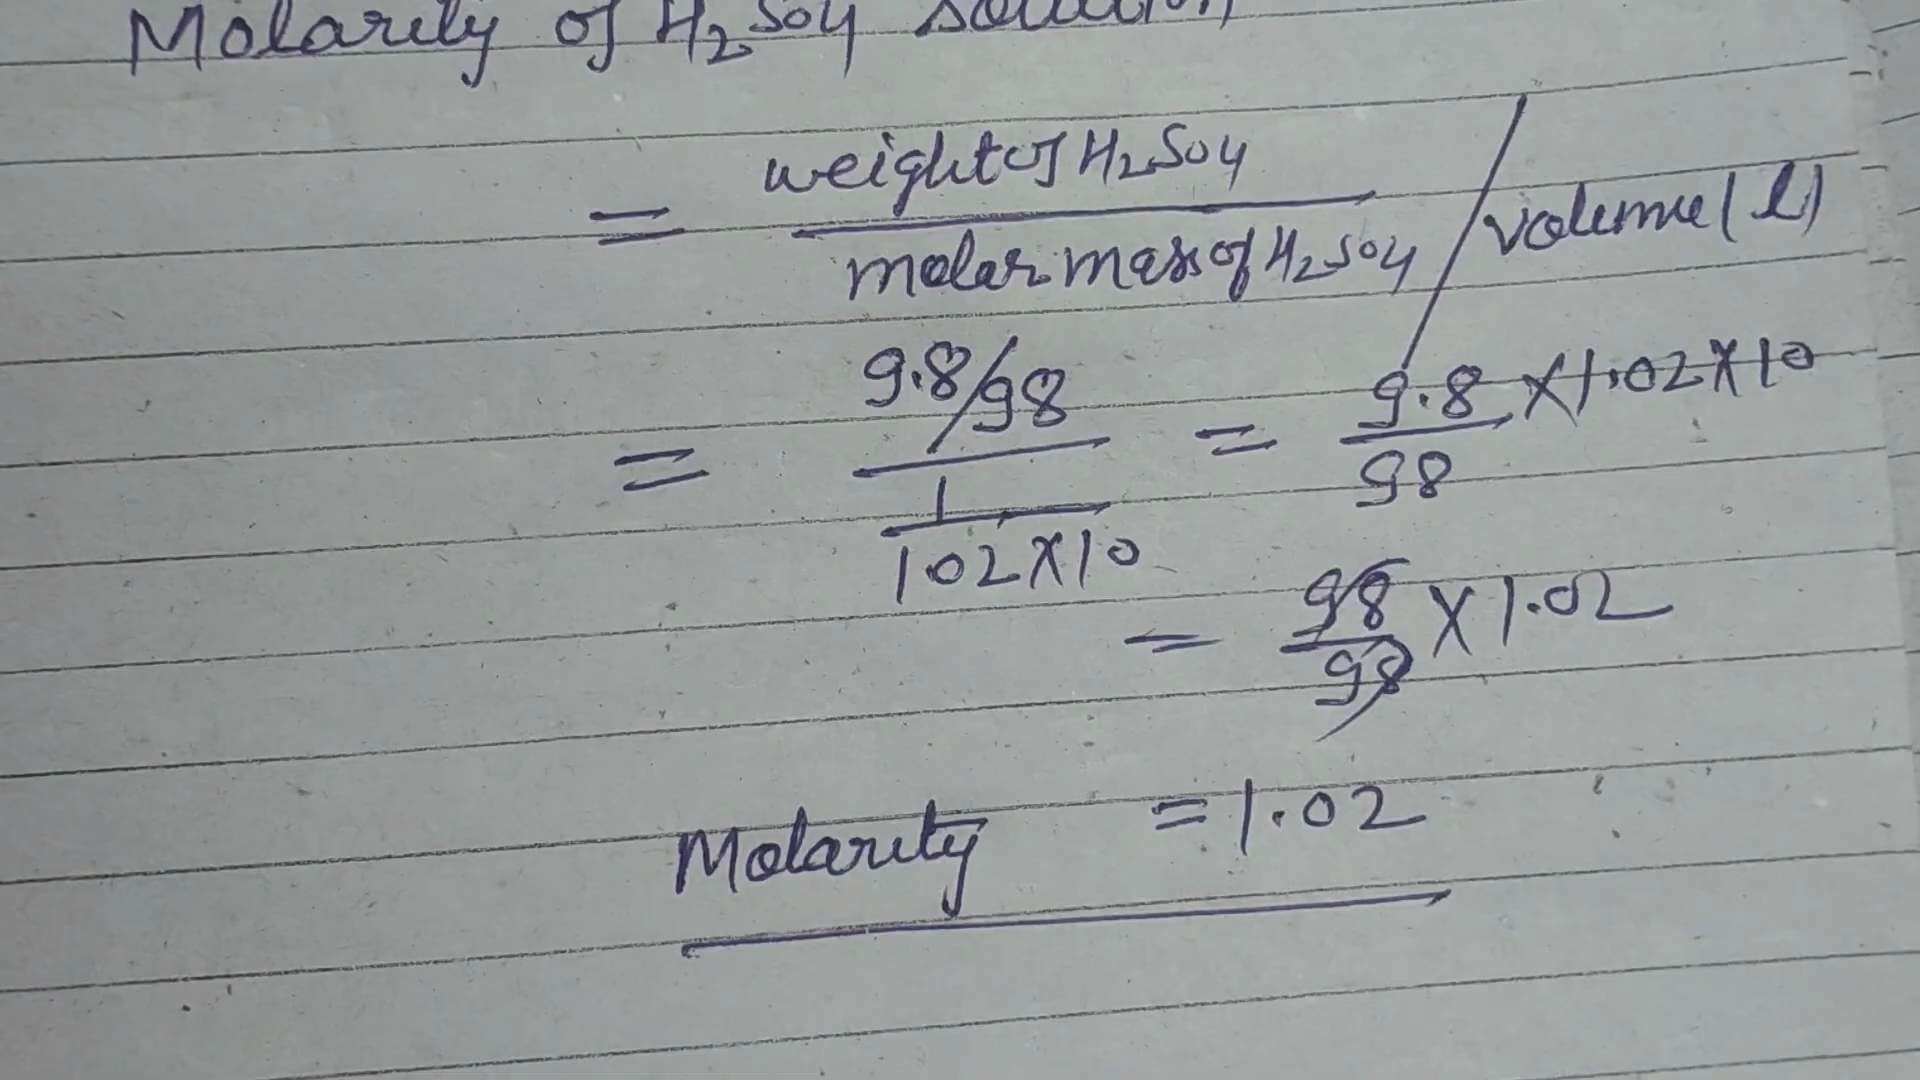 Molarity of H2SO4 solution
= weight of H2SO4 / molar mass of H2SO4 / volume (l)
= 9.8/98 / 1/1.02×10 = 9.8/98 ×1.02×10
= 98/98 × 1.02
Molarity = 1.02